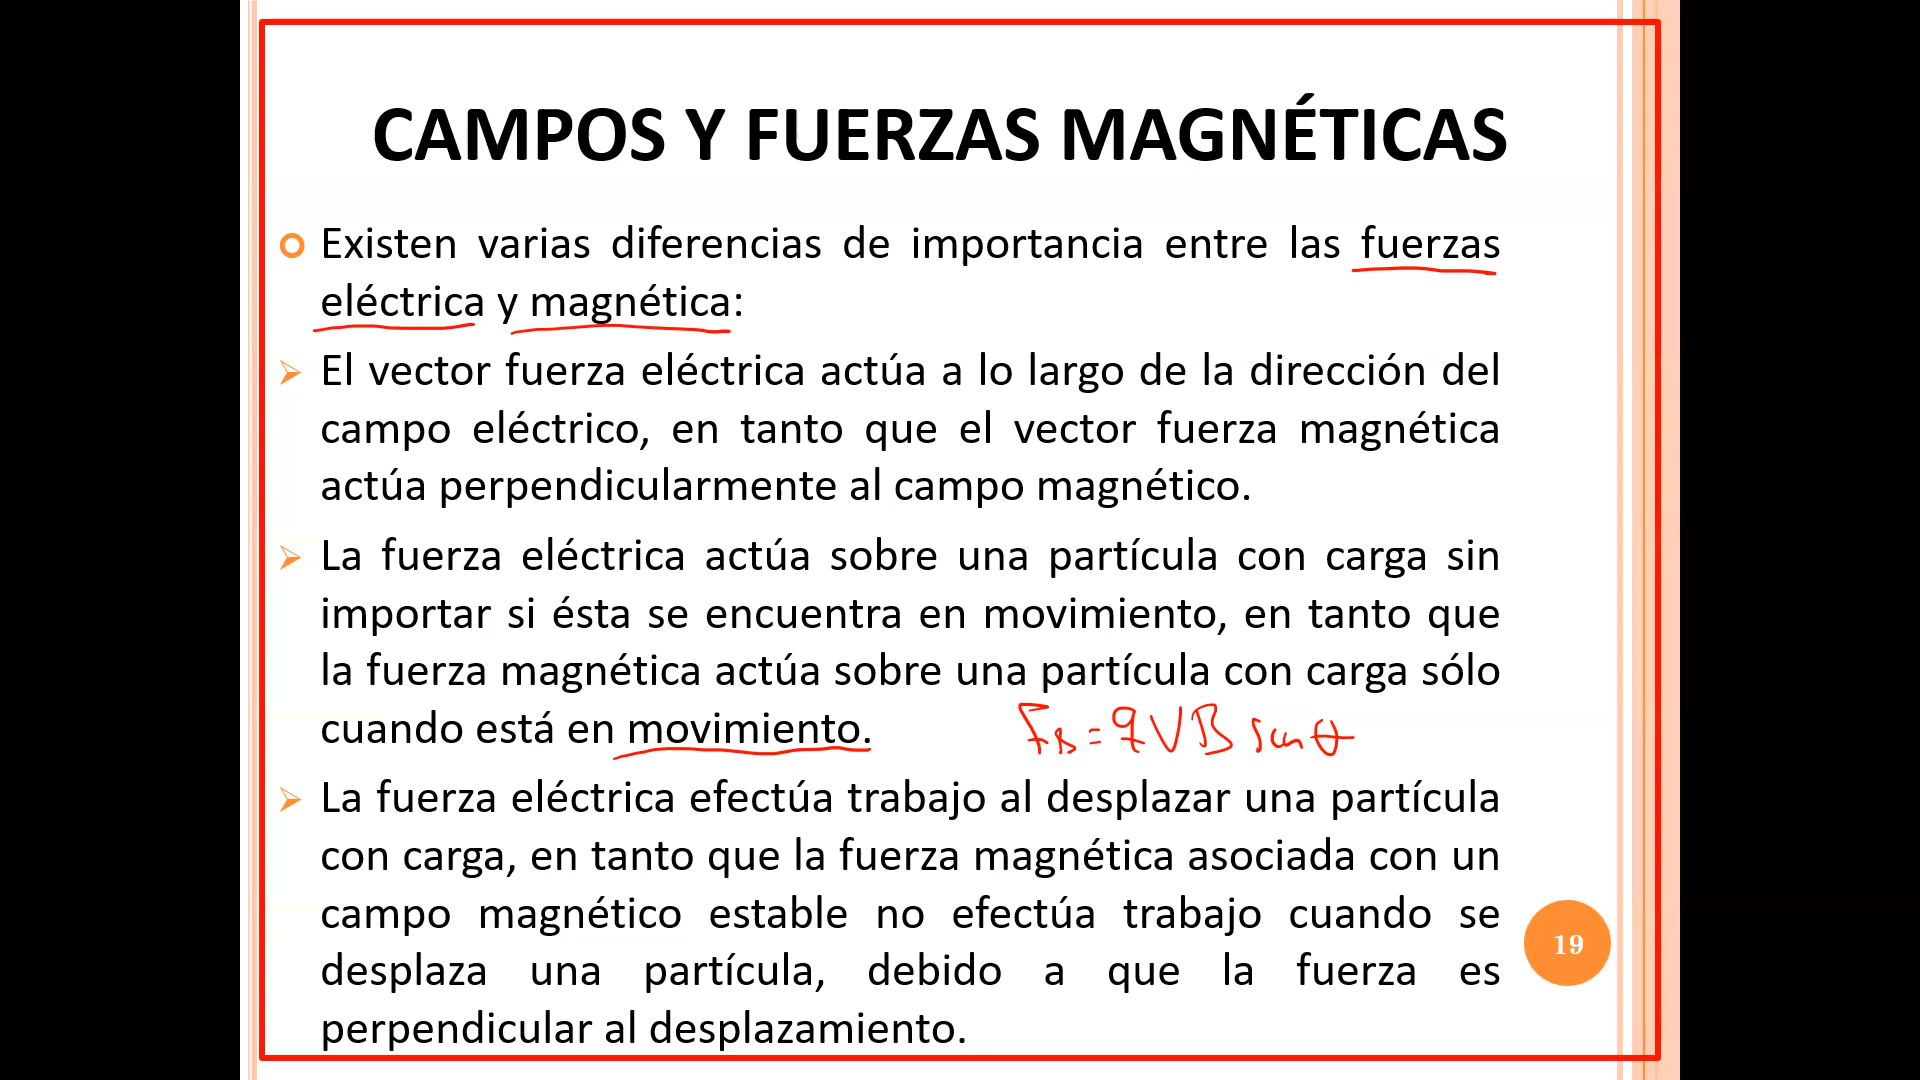 CAMPOS Y FUERZAS MAGNÉTICAS
Existen varias diferencias de importancia entre las fuerzas
eléctrica y magnética:
El vector fuerza eléctrica actúa a lo largo de la dirección del
campo eléctrico, en tanto que el vector fuerza magnética
actúa perpendicularmente al campo magnético.
La fuerza eléctrica actúa sobre una partícula con carga sin
importar si ésta se encuentra en movimiento, en tanto que
la fuerza magnética actúa sobre una partícula con carga sólo
cuando está en movimiento.
F_B = qVB sen θ
La fuerza eléctrica efectúa trabajo al desplazar una partícula
con carga, en tanto que la fuerza magnética asociada con un
campo magnético estable no efectúa trabajo cuando se
desplaza una partícula, debido a que la fuerza es
perpendicular al desplazamiento.
19